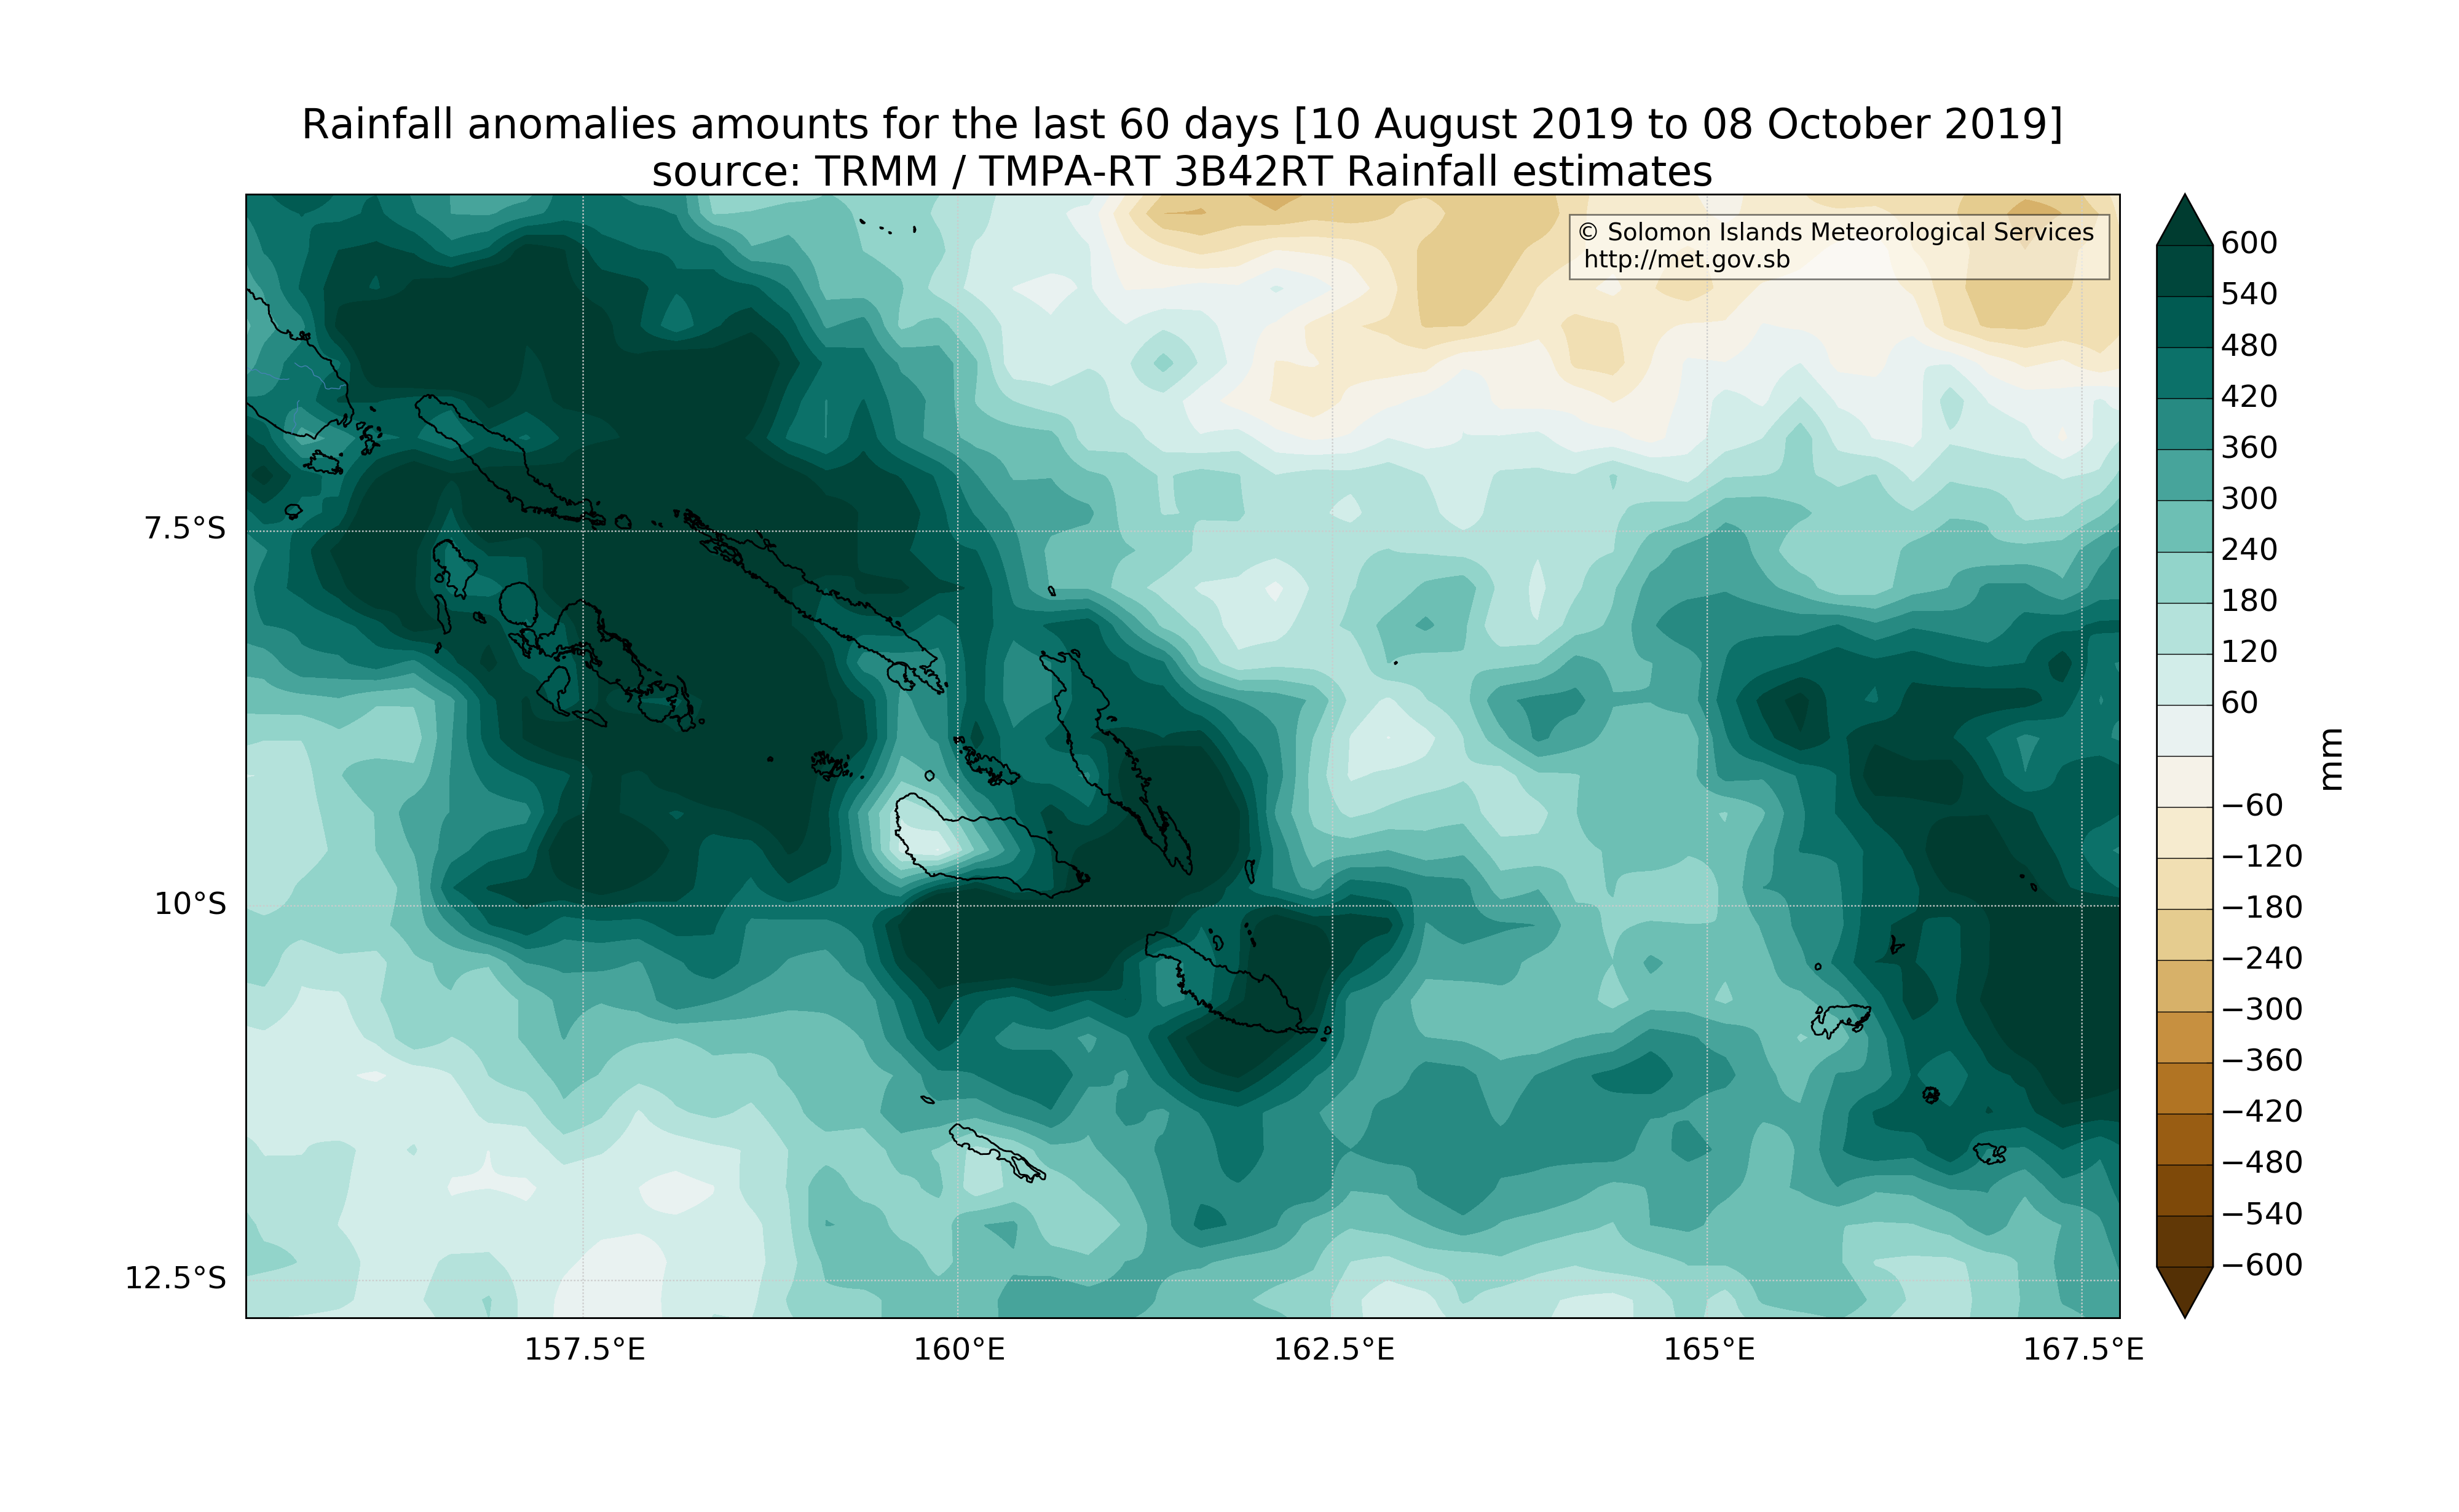 Rainfall anomalies amounts for the last 60 days [10 August 2019 to 08 October 2019]
source: TRMM / TMPA-RT 3B42RT Rainfall estimates
© Solomon Islands Meteorological Services
http://met.gov.sb
7.5°S
10°S
12.5°S
157.5°E
160°E
162.5°E
165°E
167.5°E
600
540
480
420
360
300
240
180
120
60
−60
−120
−180
−240
−300
−360
−420
−480
−540
−600
mm